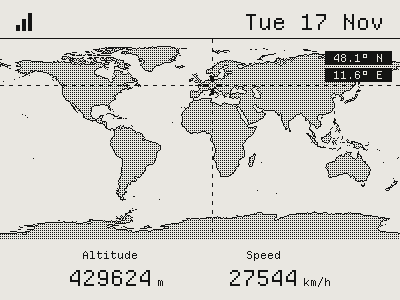 Tue 17 Nov
48.1° N
11.6° E
Altitude
429624 m
Speed
27544 km/h